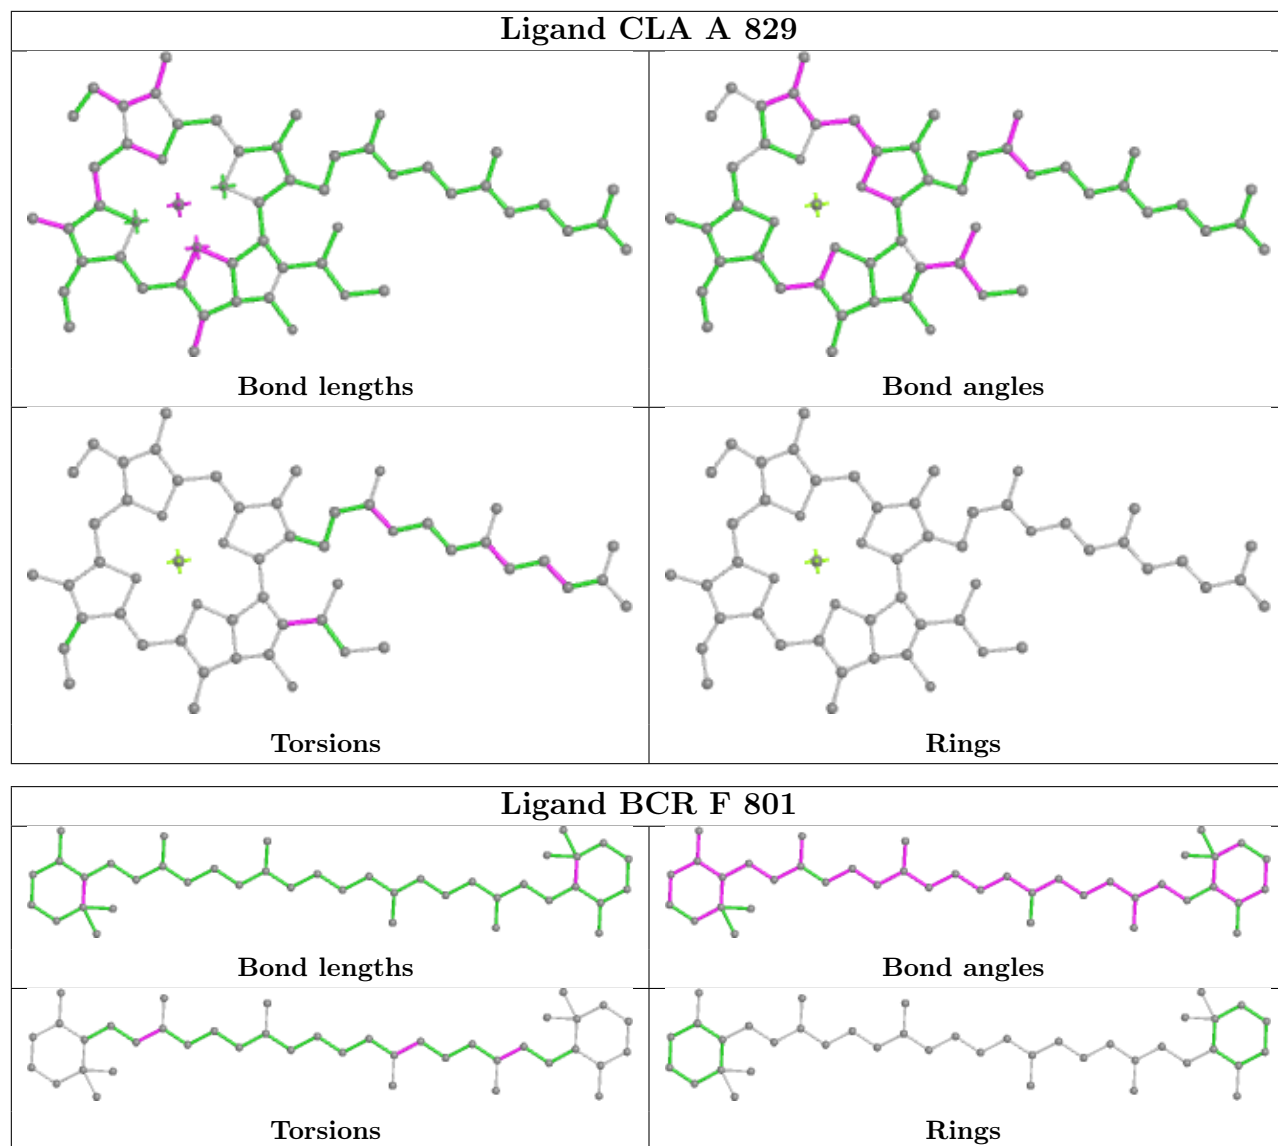 Ligand CLA A 829
Bond lengths
Bond angles
Torsions
Rings
Ligand BCR F 801
Bond lengths
Bond angles
Torsions
Rings